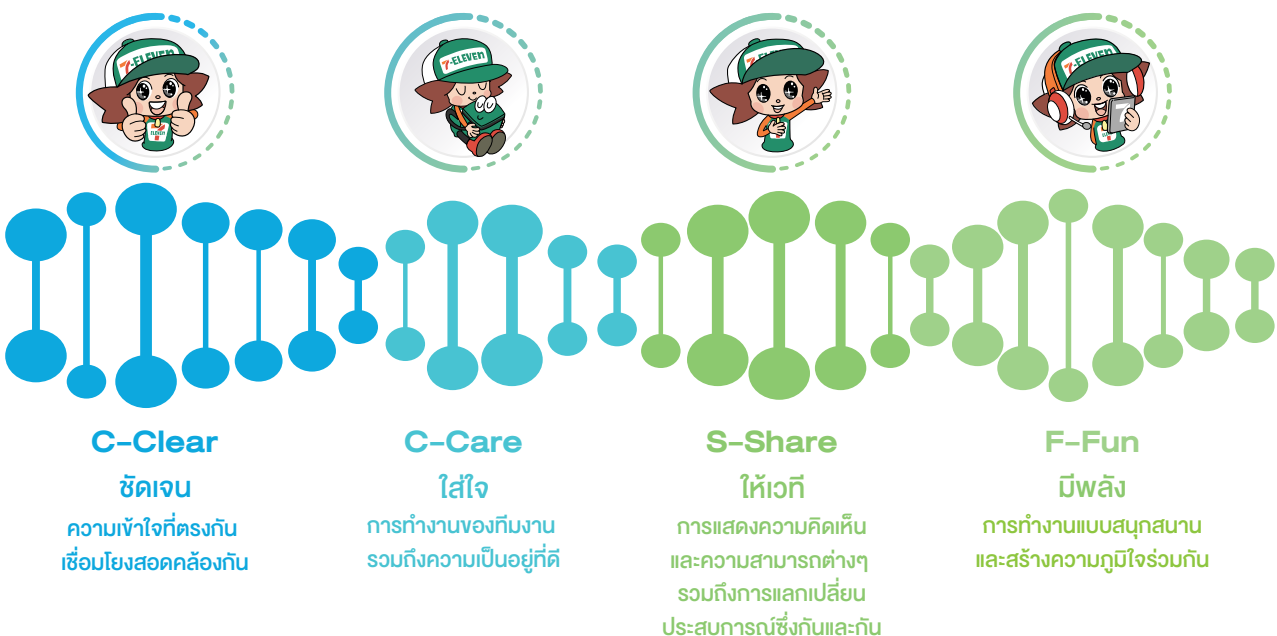 7-ELEVEN
7-ELEVEN
7-ELEVEN
7-ELEVEN
C-Clear
ชัดเจน
ความเข้าใจที่ตรงกัน
เชื่อมโยงสอดคล้องกัน
C-Care
ใส่ใจ
การทำงานของทีมงาน
รวมถึงความเป็นอยู่ที่ดี
S-Share
ให้เวที
การแสดงความคิดเห็น
และความสามารถต่างๆ
รวมถึงการแลกเปลี่ยน
ประสบการณ์ซึ่งกันและกัน
F-Fun
มีพลัง
การทำงานแบบสนุกสนาน
และสร้างความภูมิใจร่วมกัน